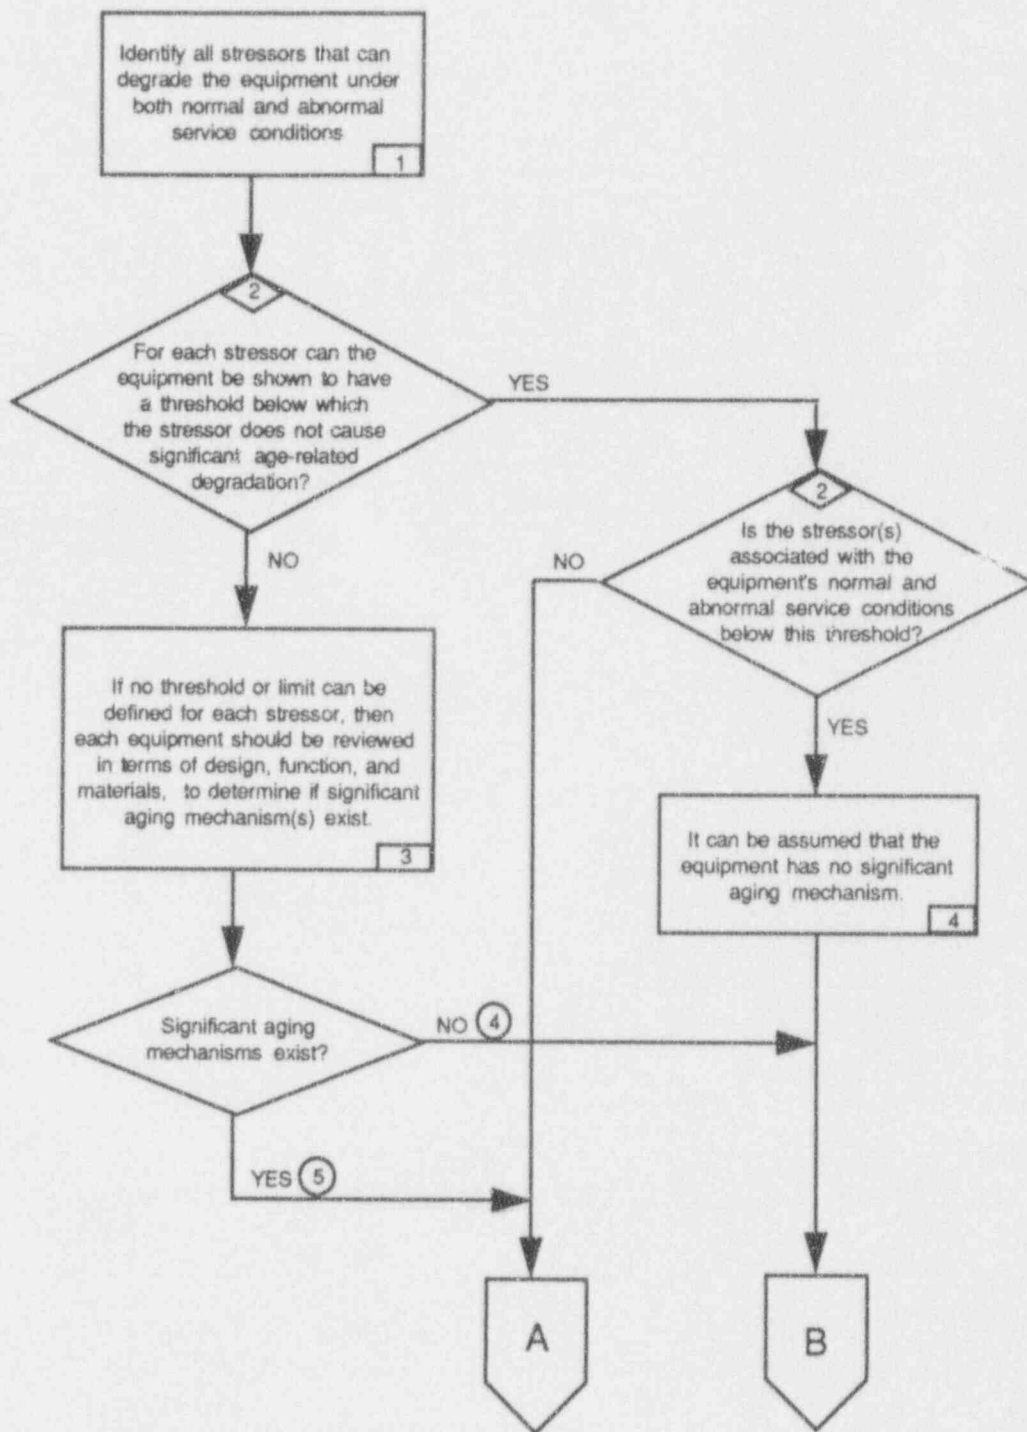 Identify all stressors that can
degrade the equipment under
both normal and abnormal
service conditions
1
2
For each stressor can the
equipment be shown to have
a threshold below which
the stressor does not cause
significant age-related
degradation?
YES
NO
2
Is the stressor(s)
associated with the
equipment's normal and
abnormal service conditions
below this threshold?
NO
YES
If no threshold or limit can be
defined for each stressor, then
each equipment should be reviewed
in terms of design, function, and
materials, to determine if significant
aging mechanism(s) exist.
3
It can be assumed that the
equipment has no significant
aging mechanism.
4
Significant aging
mechanisms exist?
NO 4
YES 5
A
B